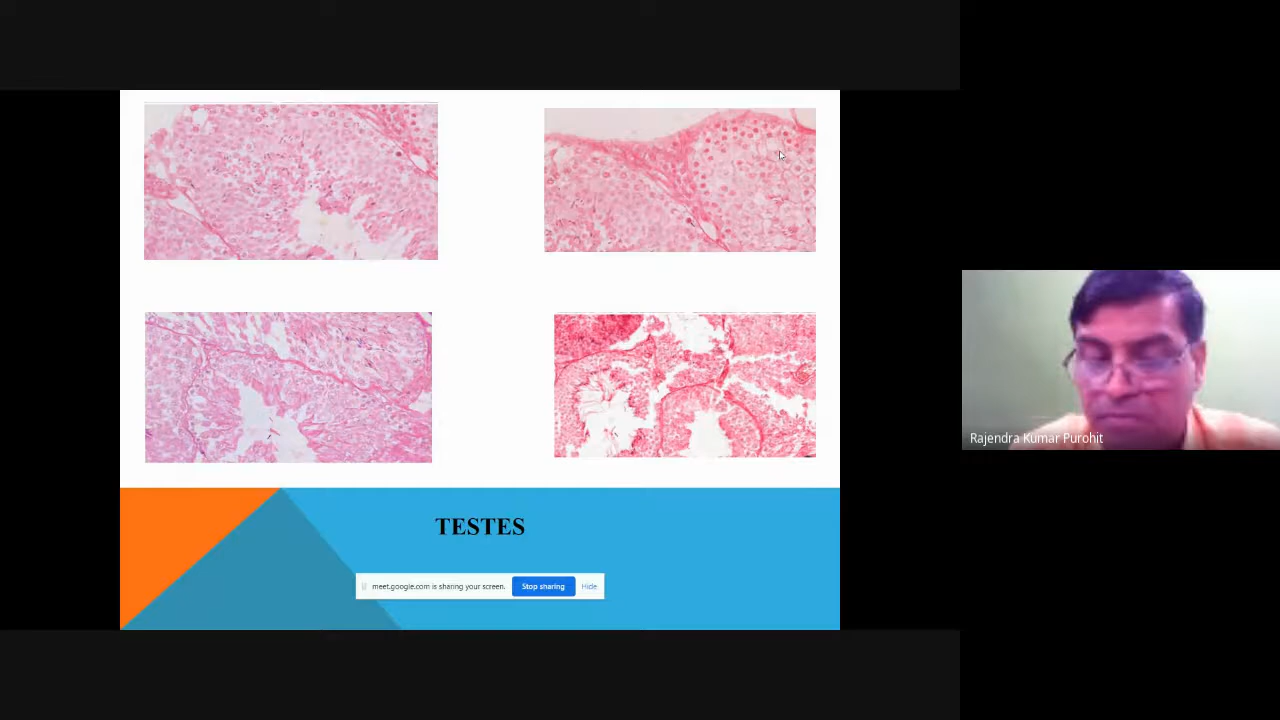 Rajendra Kumar Purohit
TESTES
meet.google.com is sharing your screen.
Stop sharing
Hide